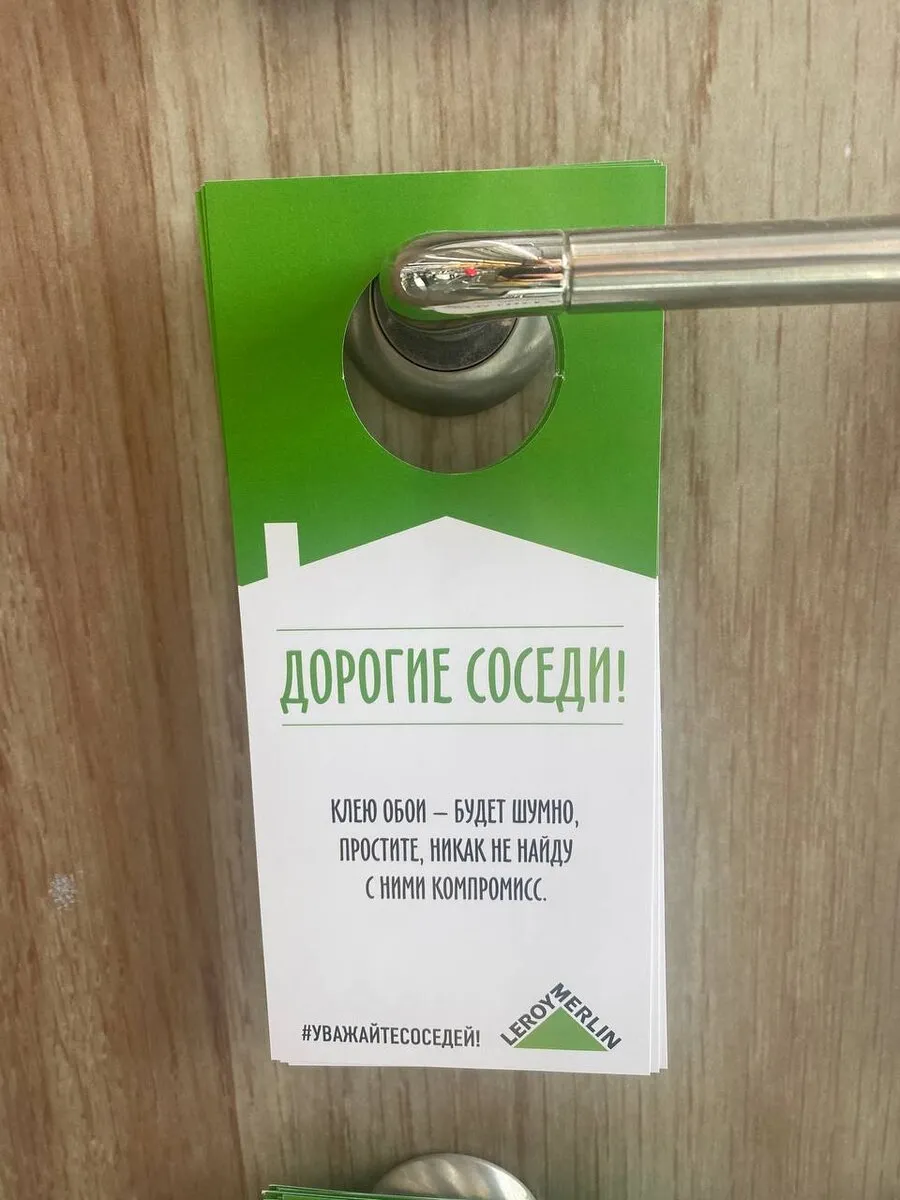 ДОРОГИЕ СОСЕДИ!
КЛЕЮ ОБОИ – БУДЕТ ШУМНО,
ПРОСТИТЕ, НИКАК НЕ НАЙДУ
С НИМИ КОМПРОМИСС.
#УВАЖАЙТЕСОСЕДЕЙ!
LEROY MERLIN